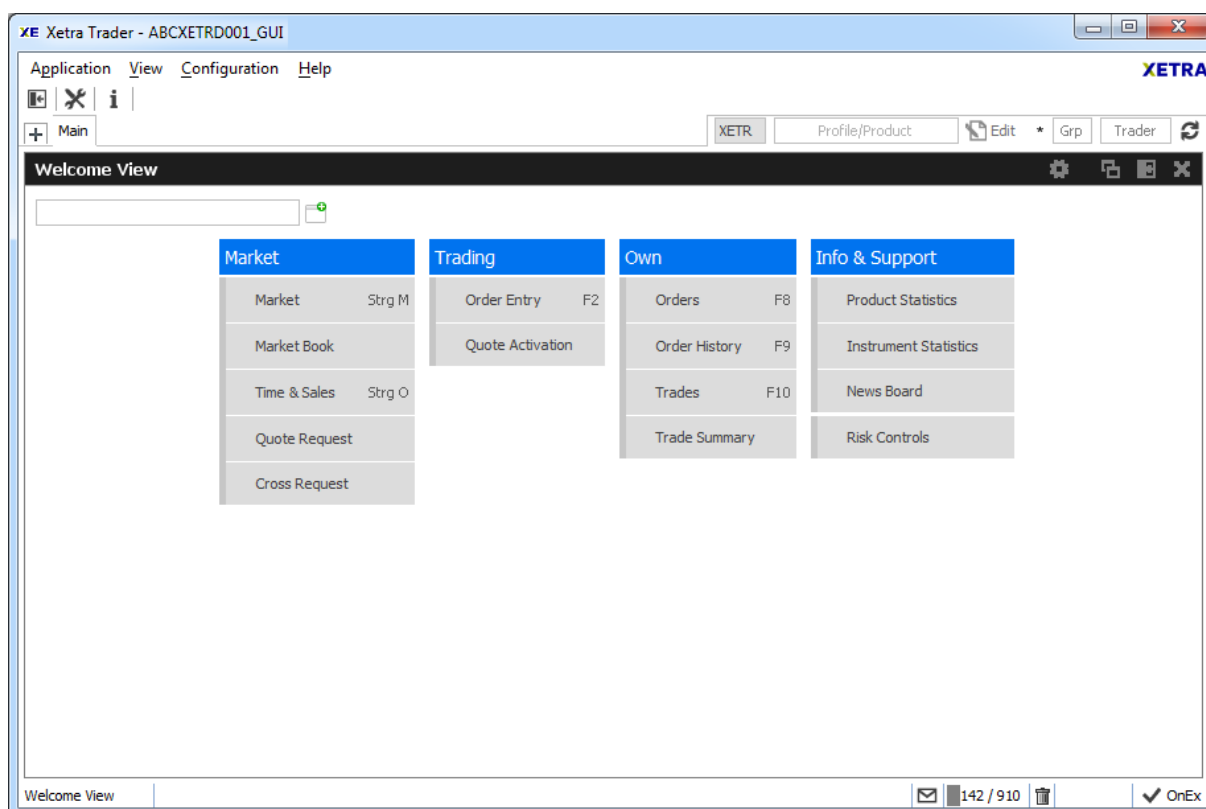 XE Xetra Trader - ABCXETRD001_GUI
Application View Configuration Help
XETRA
Main
XETR Profile/Product Edit * Grp Trader
Welcome View
Market Trading Own Info & Support
Market Strg M Order Entry F2 Orders F8 Product Statistics
Market Book Quote Activation Order History F9 Instrument Statistics
Time & Sales Strg O Trades F10 News Board
Quote Request Trade Summary Risk Controls
Cross Request
Welcome View 142 / 910 OnEx